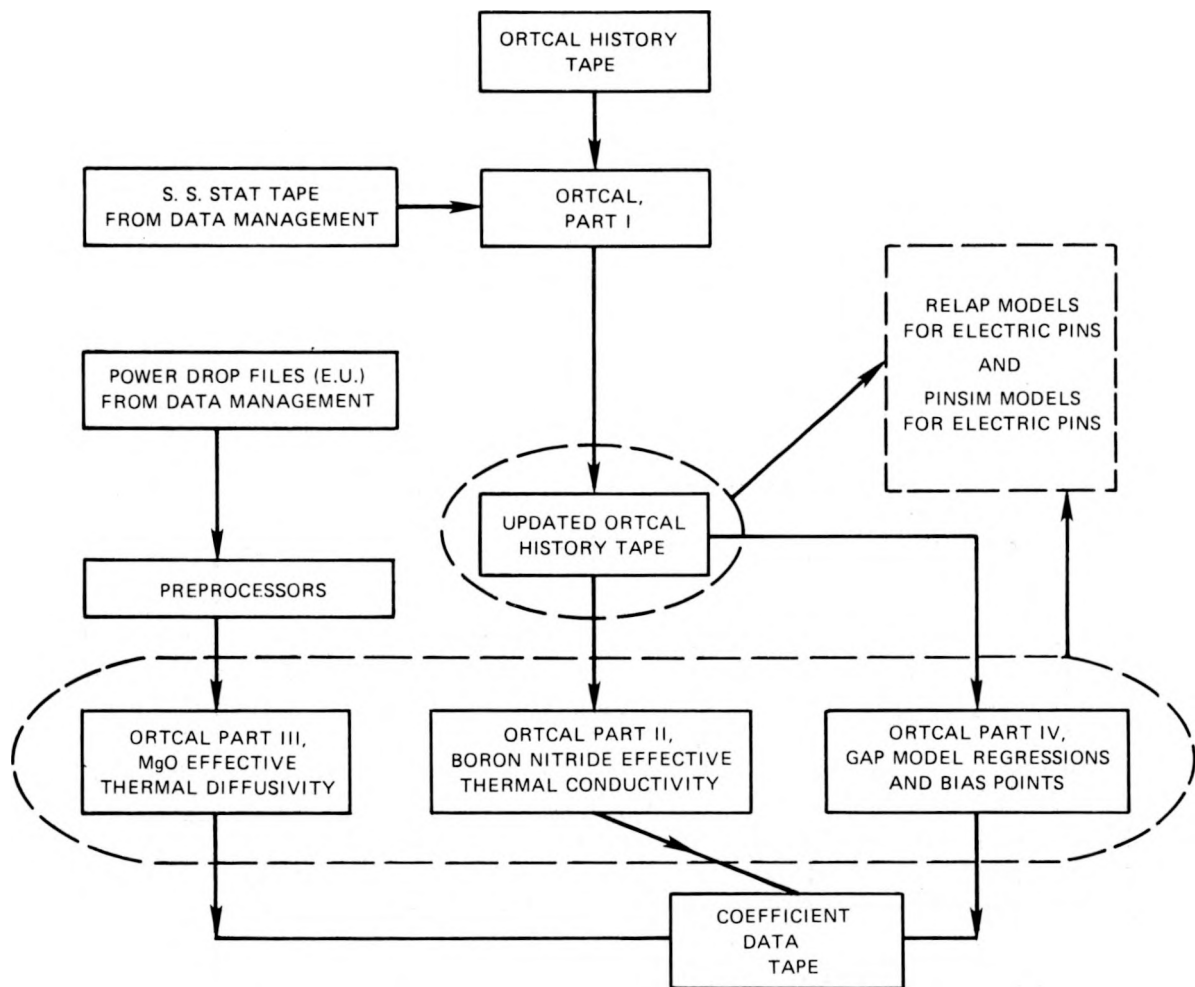 ORTCAL HISTORY
TAPE
S. S. STAT TAPE
FROM DATA MANAGEMENT
ORTCAL,
PART I
RELAP MODELS
FOR ELECTRIC PINS
AND
PINSIM MODELS
FOR ELECTRIC PINS
POWER DROP FILES (E.U.)
FROM DATA MANAGEMENT
UPDATED ORTCAL
HISTORY TAPE
PREPROCESSORS
ORTCAL PART III,
MgO EFFECTIVE
THERMAL DIFFUSIVITY
ORTCAL PART II,
BORON NITRIDE EFFECTIVE
THERMAL CONDUCTIVITY
ORTCAL PART IV,
GAP MODEL REGRESSIONS
AND BIAS POINTS
COEFFICIENT
DATA
TAPE